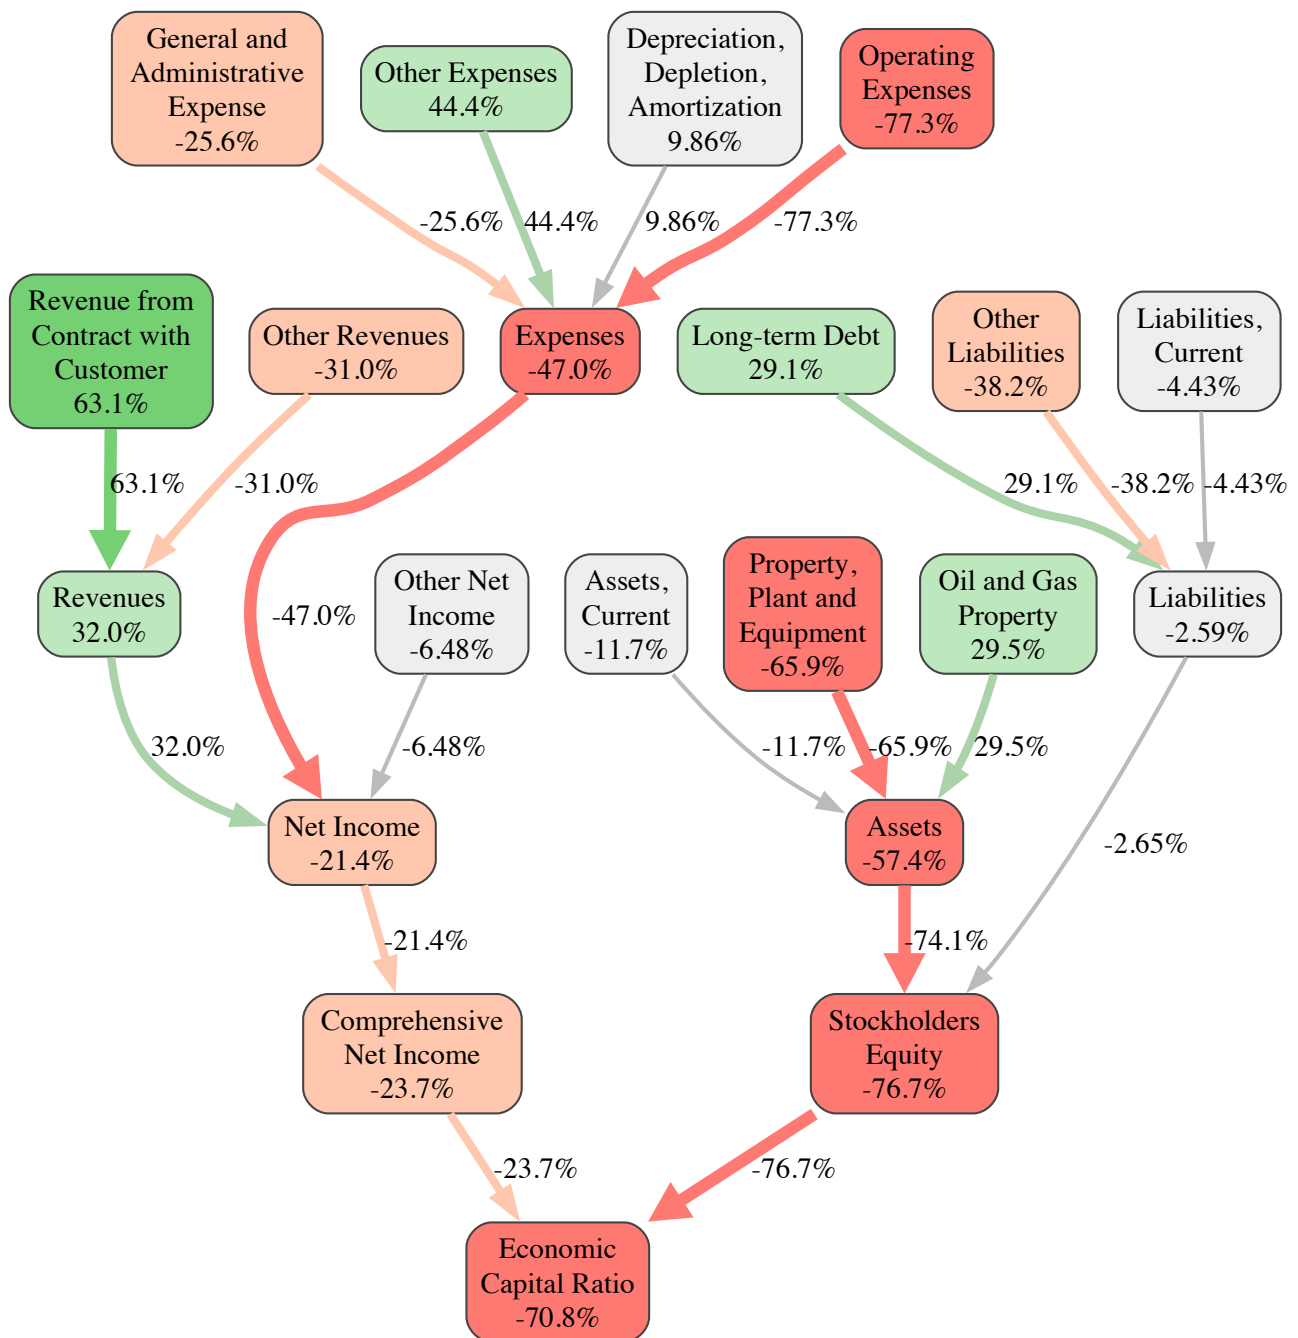 General and
Administrative
Expense
-25.6%
Other Expenses
44.4%
Depreciation,
Depletion,
Amortization
9.86%
Operating
Expenses
-77.3%
-25.6%
44.4%
9.86%
-77.3%
Revenue from
Contract with
Customer
63.1%
Other Revenues
-31.0%
Expenses
-47.0%
Long-term Debt
29.1%
Other
Liabilities
-38.2%
Liabilities,
Current
-4.43%
63.1%
-31.0%
29.1%
-38.2%
-4.43%
Revenues
32.0%
-47.0%
Other Net
Income
-6.48%
Assets,
Current
-11.7%
Property,
Plant and
Equipment
-65.9%
Oil and Gas
Property
29.5%
Liabilities
-2.59%
32.0%
-6.48%
-11.7%
-65.9%
29.5%
Net Income
-21.4%
Assets
-57.4%
-2.65%
-21.4%
-74.1%
Comprehensive
Net Income
-23.7%
Stockholders
Equity
-76.7%
-23.7%
-76.7%
Economic
Capital Ratio
-70.8%